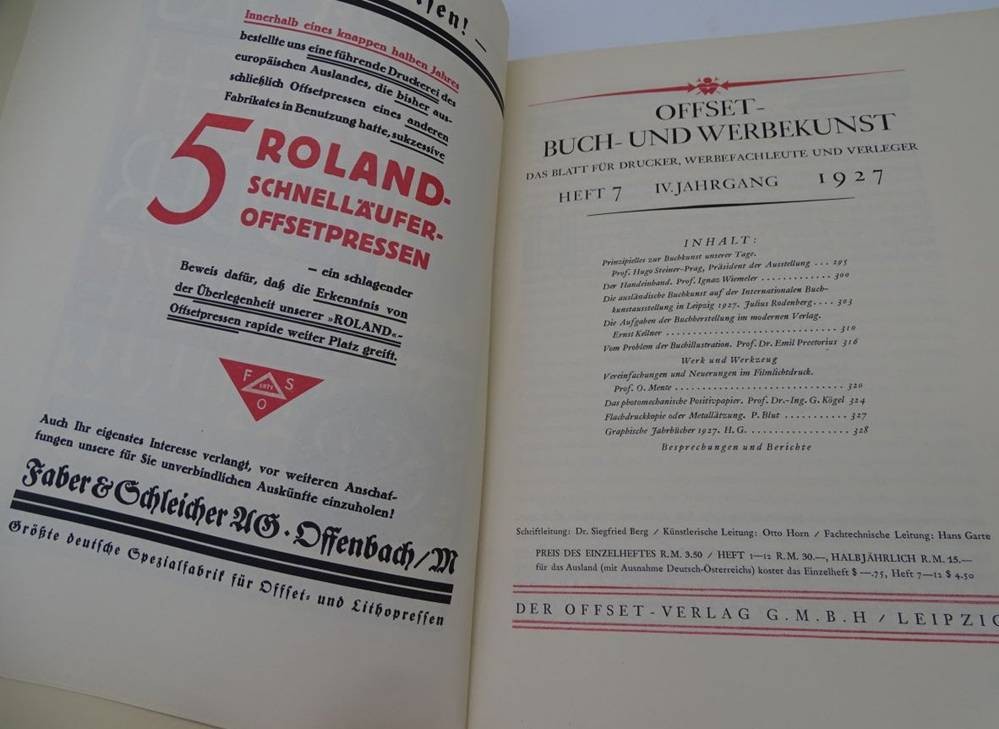 Innerhalb eines knappen halben Jahres
bestellte uns eine führende Druckerei des
europäischen Auslandes, die bisher aus-
schließlich Offsetpressen eines anderen
Fabrikates in Benutzung hatte, sukzessive
5 ROLAND-
SCHNELLÄUFER-
OFFSETPRESSEN
– ein schlagender
Beweis dafür, daß die Erkenntnis von
der Überlegenheit unserer »ROLAND«-
Offsetpressen rapide weiter Platz greift.
F S
1871
O
Auch Ihr eigenstes Interesse verlangt, vor weiteren Anschaf-
fungen unsere für Sie unverbindlichen Auskünfte einzuholen!
Faber & Schleicher AG · Offenbach/M
Größte deutsche Spezialfabrik für Offset- und Lithopressen
OFFSET-
BUCH- UND WERBEKUNST
DAS BLATT FÜR DRUCKER, WERBEFACHLEUTE UND VERLEGER
HEFT 7 IV. JAHRGANG 1927
INHALT:
Prinzipielles zur Buchkunst unserer Tage.
Prof. Hugo Steiner-Prag, Präsident der Ausstellung ... 295
Der Handeinband. Prof. Ignaz Wiemeler ............. 300
Die ausländische Buchkunst auf der Internationalen Buch-
kunstausstellung in Leipzig 1927. Julius Rodenberg.... 303
Die Aufgaben der Buchherstellung im modernen Verlag.
Ernst Kellner ............................... 310
Vom Problem der Buchillustration. Prof. Dr. Emil Preetorius 316
Werk und Werkzeug
Vereinfachungen und Neuerungen im Filmlichtdruck.
Prof. O. Mente ............................... 320
Das photomechanische Positivpapier. Prof. Dr.-Ing. G. Kögel 324
Flachdruckkopie oder Metallätzung. P. Blut ........... 327
Graphische Jahrbücher 1927. H. G. ................. 328
Besprechungen und Berichte
Schriftleitung: Dr. Siegfried Berg / Künstlerische Leitung: Otto Horn / Fachtechnische Leitung: Hans Garte
PREIS DES EINZELHEFTES R.M. 3.50 / HEFT 1—12 R.M. 30.—, HALBJÄHRLICH R.M. 15.—
für das Ausland (mit Ausnahme Deutsch-Österreichs) kostet das Einzelheft $ —.75, Heft 7—12 $ 4.50
DER OFFSET-VERLAG G.M.B.H / LEIPZIG